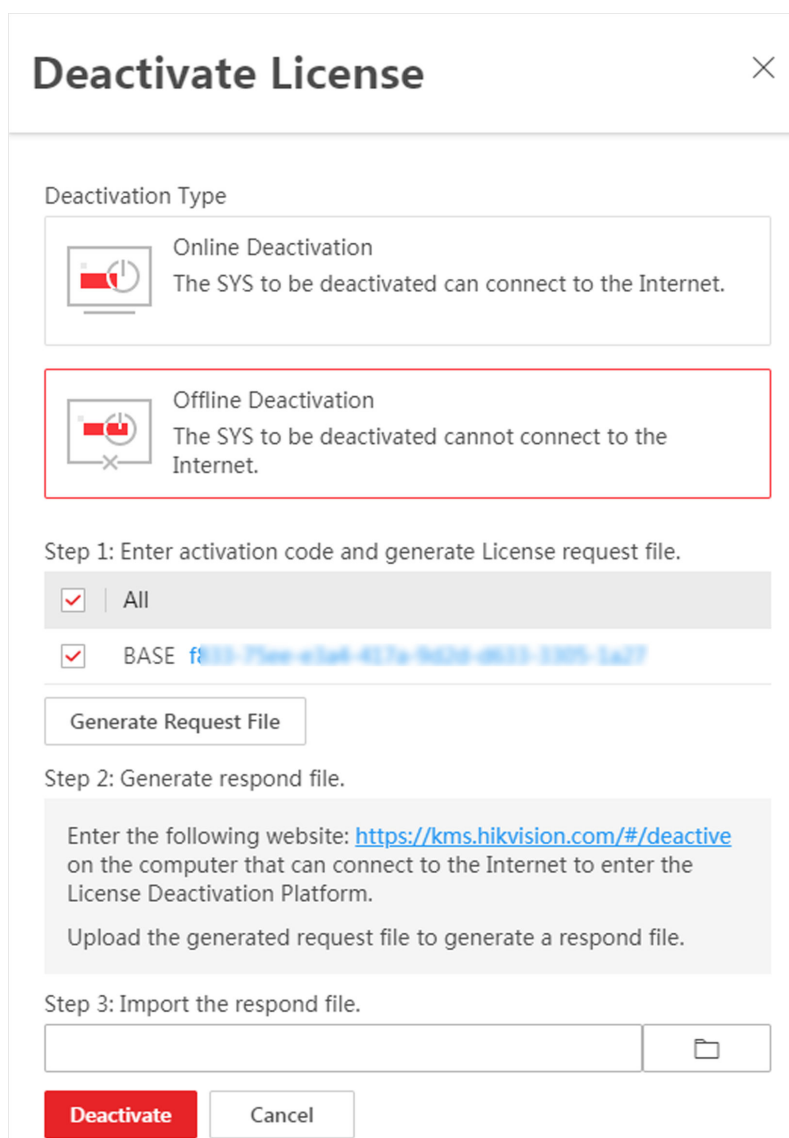 Deactivate License
Deactivation Type
Online Deactivation
The SYS to be deactivated can connect to the Internet.
Offline Deactivation
The SYS to be deactivated cannot connect to the
Internet.
Step 1: Enter activation code and generate License request file.
All
BASE
Generate Request File
Step 2: Generate respond file.
Enter the following website: https://kms.hikvision.com/#/deactive
on the computer that can connect to the Internet to enter the
License Deactivation Platform.
Upload the generated request file to generate a respond file.
Step 3: Import the respond file.
Deactivate Cancel